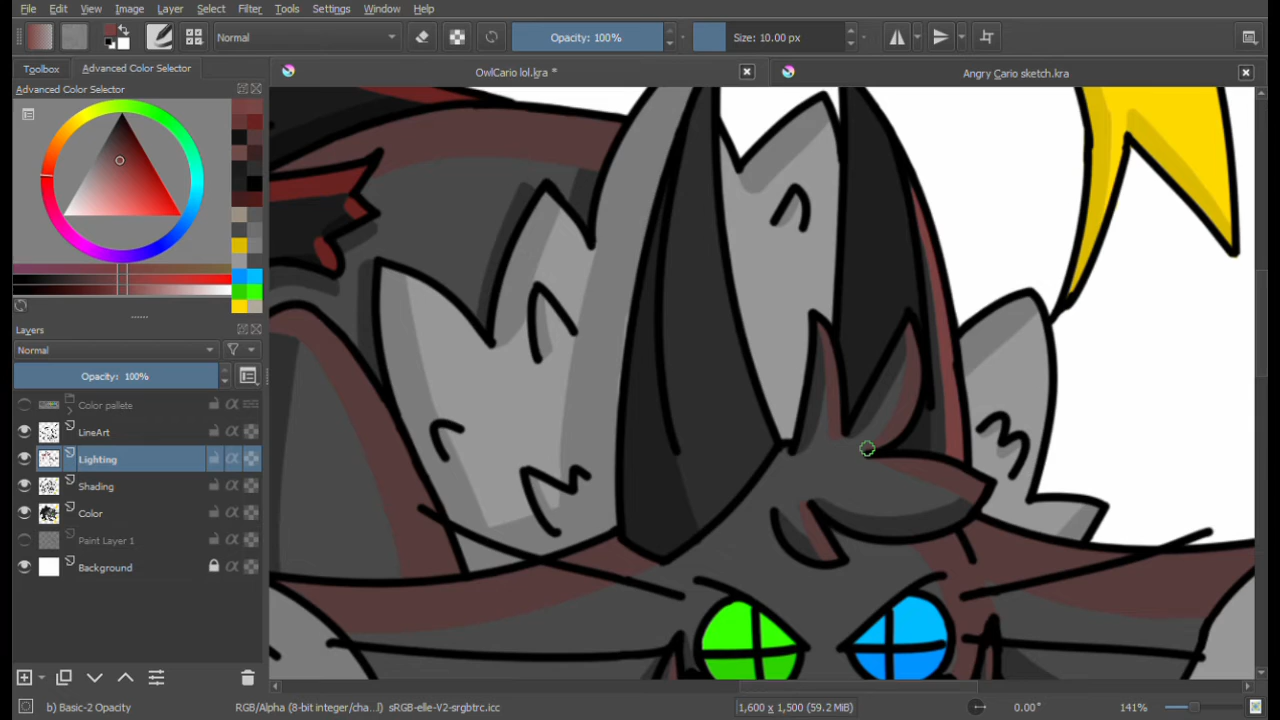 File Edit View Image Layer Select Filter Tools Settings Window Help
Normal Opacity: 100% Size: 10.00 px
Toolbox Advanced Color Selector OwlCario lol.kra * Angry Cario sketch.kra
Advanced Color Selector
Layers
Normal
Opacity: 100%
Color pallete
LineArt
Lighting
Shading
Color
Paint Layer 1
Background
b) Basic-2 Opacity RGB/Alpha (8-bit integer/cha...l) sRGB-elle-V2-srgbtrc.icc 1,600 x 1,500 (59.2 MiB) 0.00° 141%